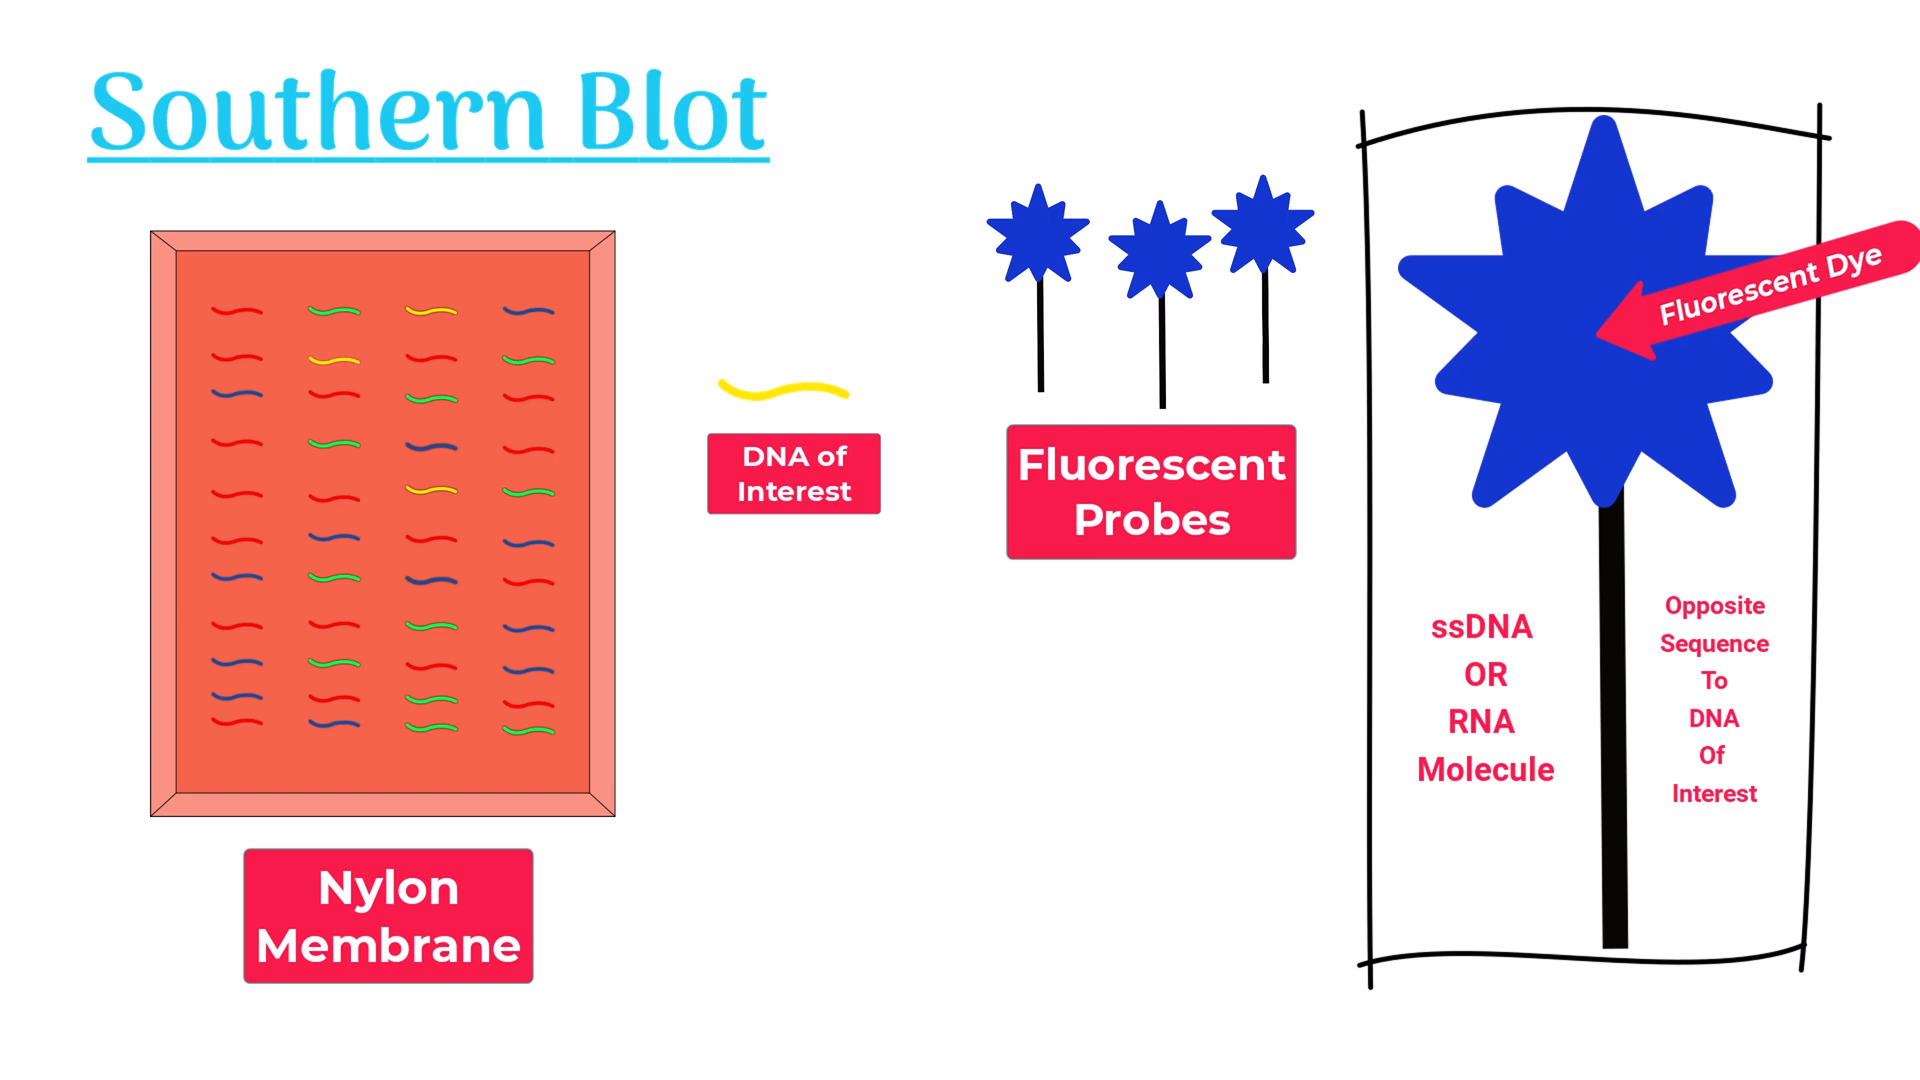 Southern Blot
Nylon
Membrane
DNA of
Interest
Fluorescent
Probes
Fluorescent Dye
ssDNA
OR
RNA
Molecule
Opposite
Sequence
To
DNA
Of
Interest